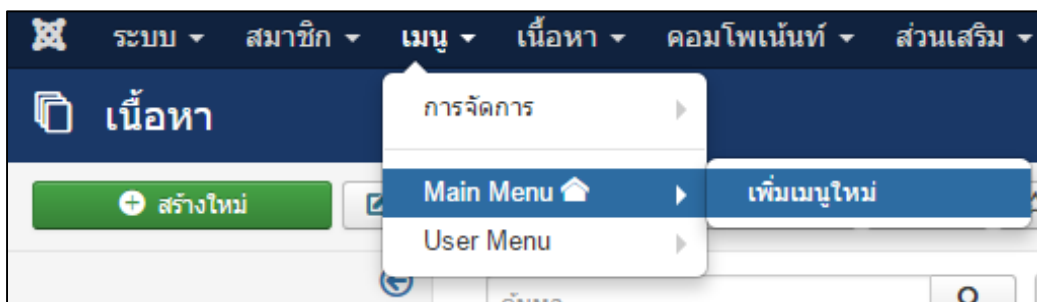 ระบบ สมาชิก เมนู เนื้อหา คอมโพเน้นท์ ส่วนเสริม
เนื้อหา
การจัดการ
สร้างใหม่
Main Menu
เพิ่มเมนูใหม่
User Menu